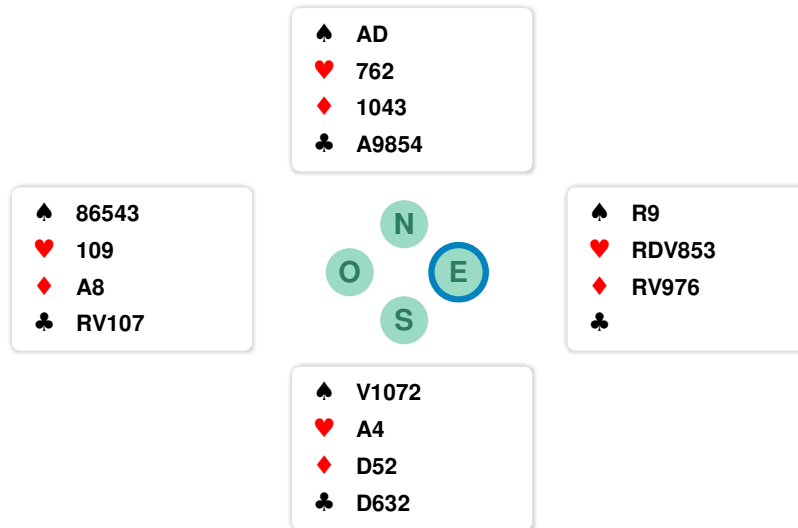 ♠ AD
♥ 762
♦ 1043
♣ A9854
♠ 86543
♥ 109
♦ A8
♣ RV107
N
O E
S
♠ R9
♥ RDV853
♦ RV976
♣
♠ V1072
♥ A4
♦ D52
♣ D632